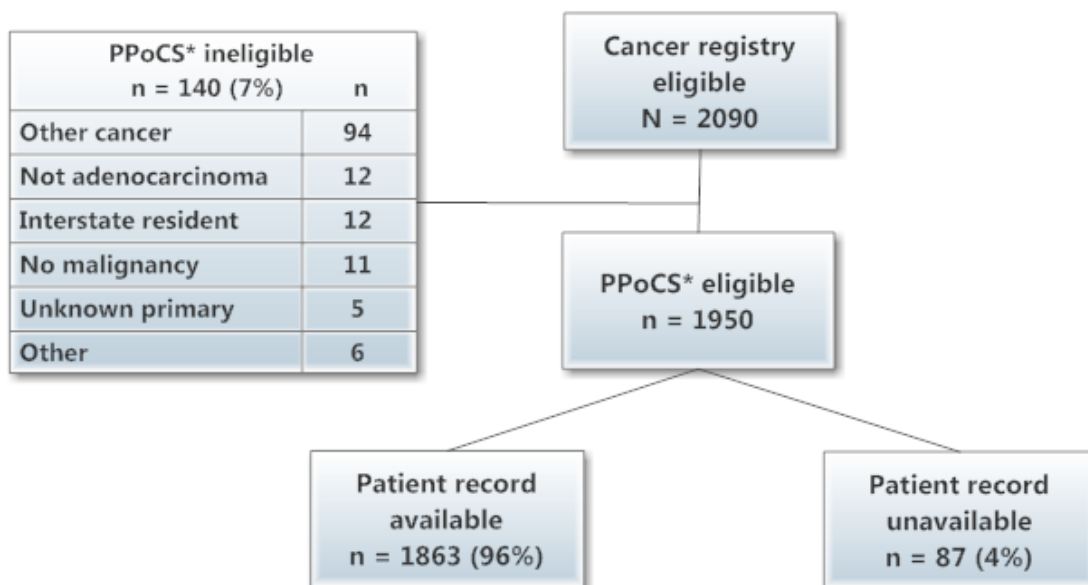 PPoCS* ineligible
n = 140 (7%) n
Other cancer 94
Not adenocarcinoma 12
Interstate resident 12
No malignancy 11
Unknown primary 5
Other 6
Cancer registry
eligible
N = 2090
PPoCS* eligible
n = 1950
Patient record
available
n = 1863 (96%)
Patient record
unavailable
n = 87 (4%)